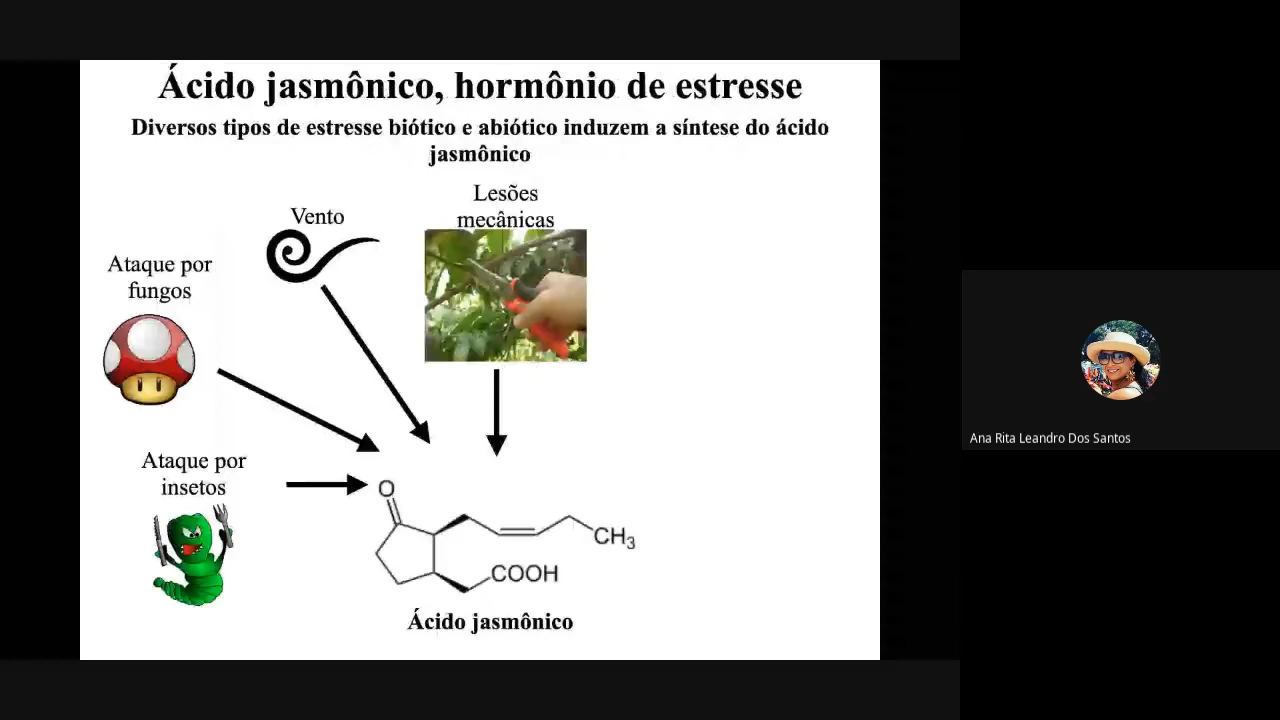 Ácido jasmônico, hormônio de estresse
Diversos tipos de estresse biótico e abiótico induzem a síntese do ácido
jasmônico
Lesões
mecânicas
Vento
Ataque por
fungos
Ataque por
insetos
O
CH3
COOH
Ácido jasmônico
Ana Rita Leandro Dos Santos